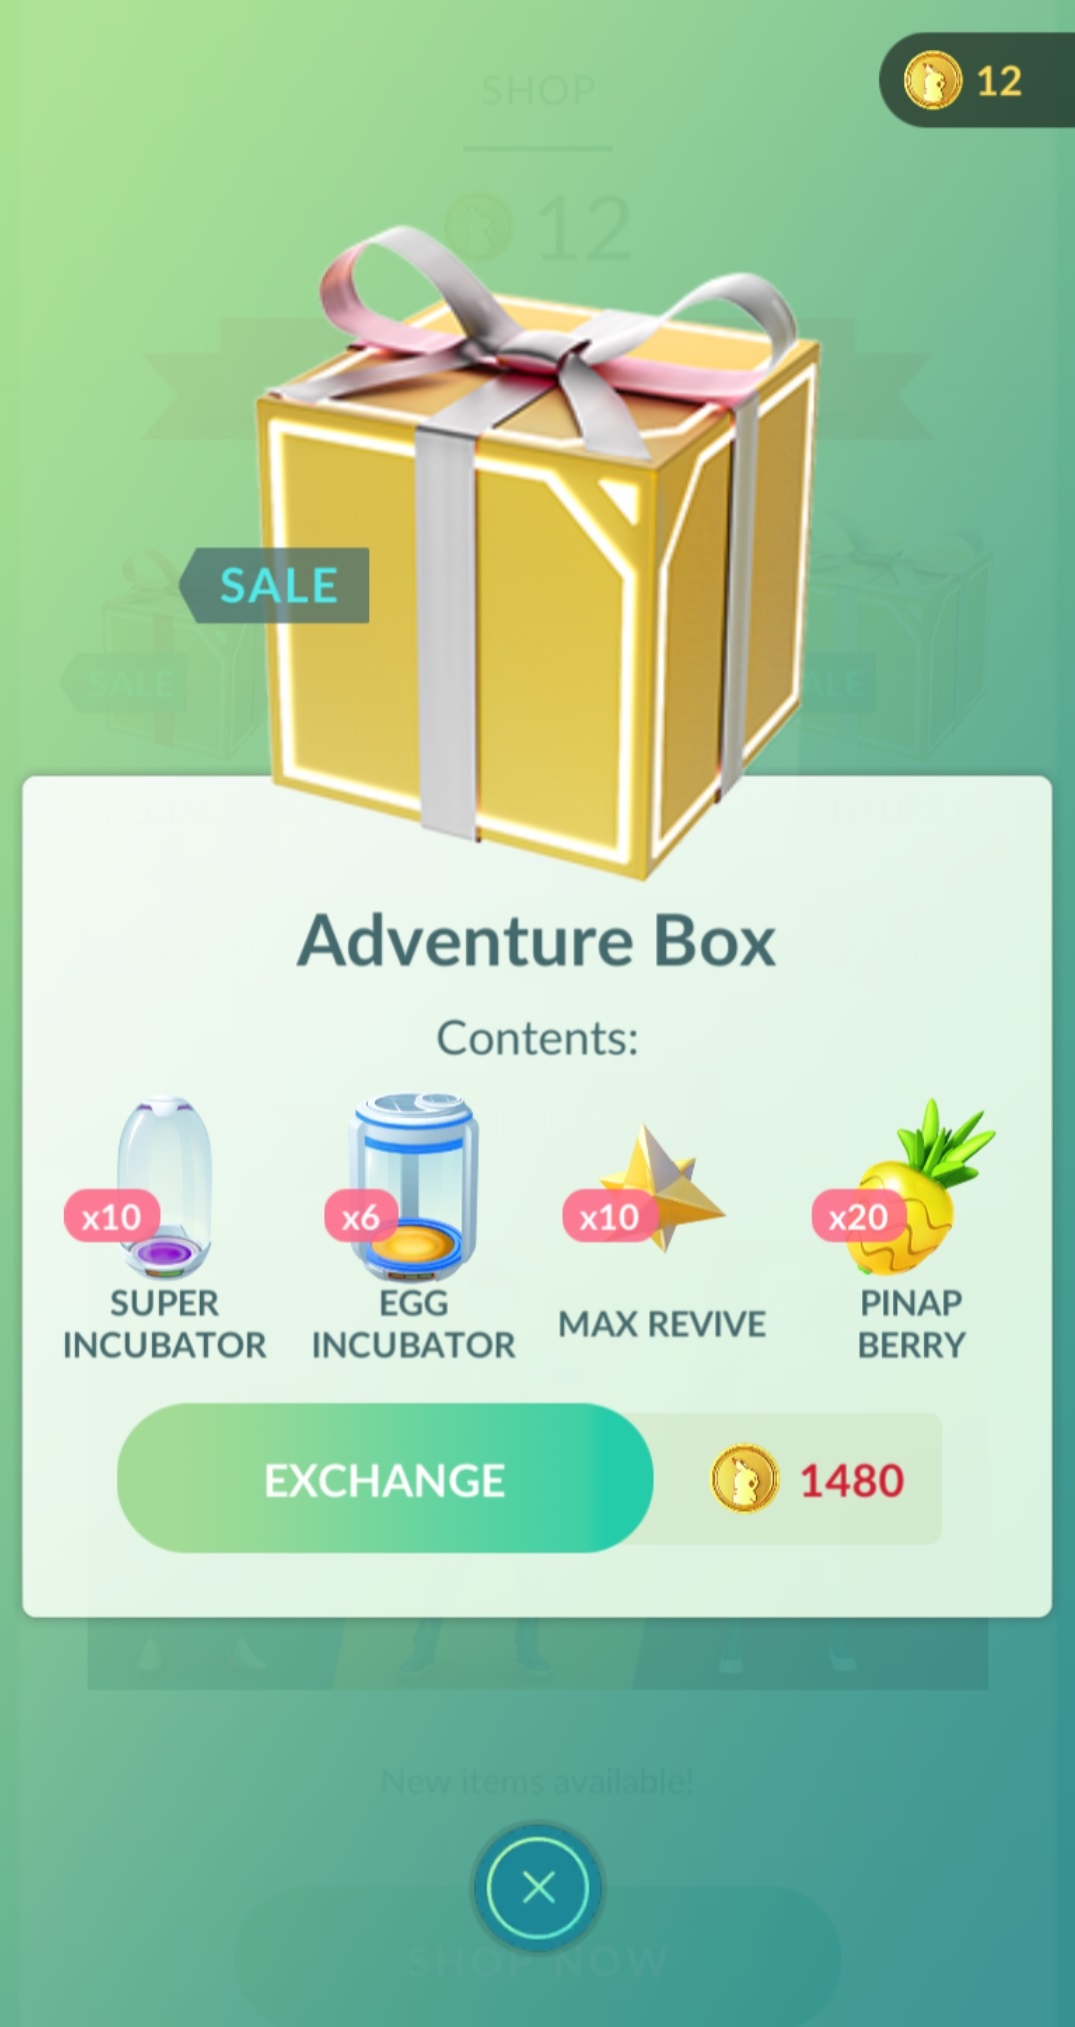 12
SHOP
12
SALE
SALE
ALE
Adventure Box
Contents:
x10
x6
x10
x20
SUPER
INCUBATOR
EGG
INCUBATOR
MAX REVIVE
PINAP
BERRY
EXCHANGE
1480
New items available!
SHOP NOW